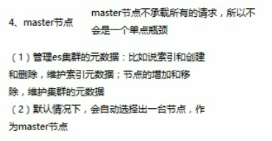 4、master节点
master节点不承载所有的请求，所以不
会是一个单点瓶颈
（1）管理es集群的元数据：比如说索引和创建
和删除，维护索引元数据；节点的增加和移
除，维护集群的元数据
（2）默认情况下，会自动选择出一台节点，作
为master节点